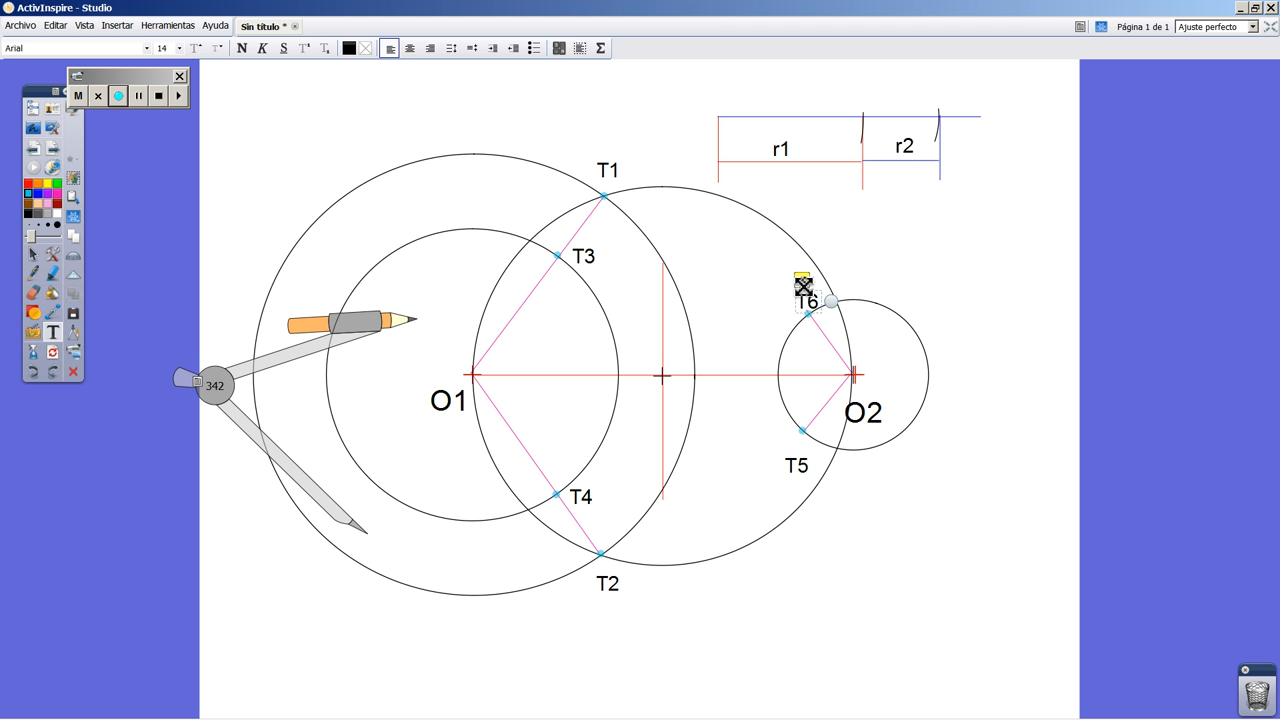 ActivInspire - Studio
Archivo Editar Vista Insertar Herramientas Ayuda Sin título * Página 1 de 1 Ajuste perfecto
Arial 14 N K S T T Σ
M
T
r1 r2
T1
T3
T6
342
O1
O2
T5
T4
T2